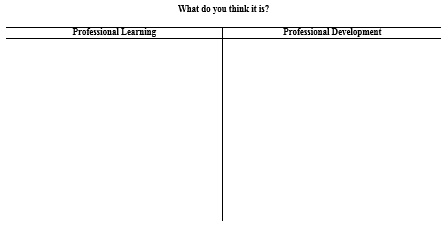 What do you think it is?
Professional Learning
Professional Development